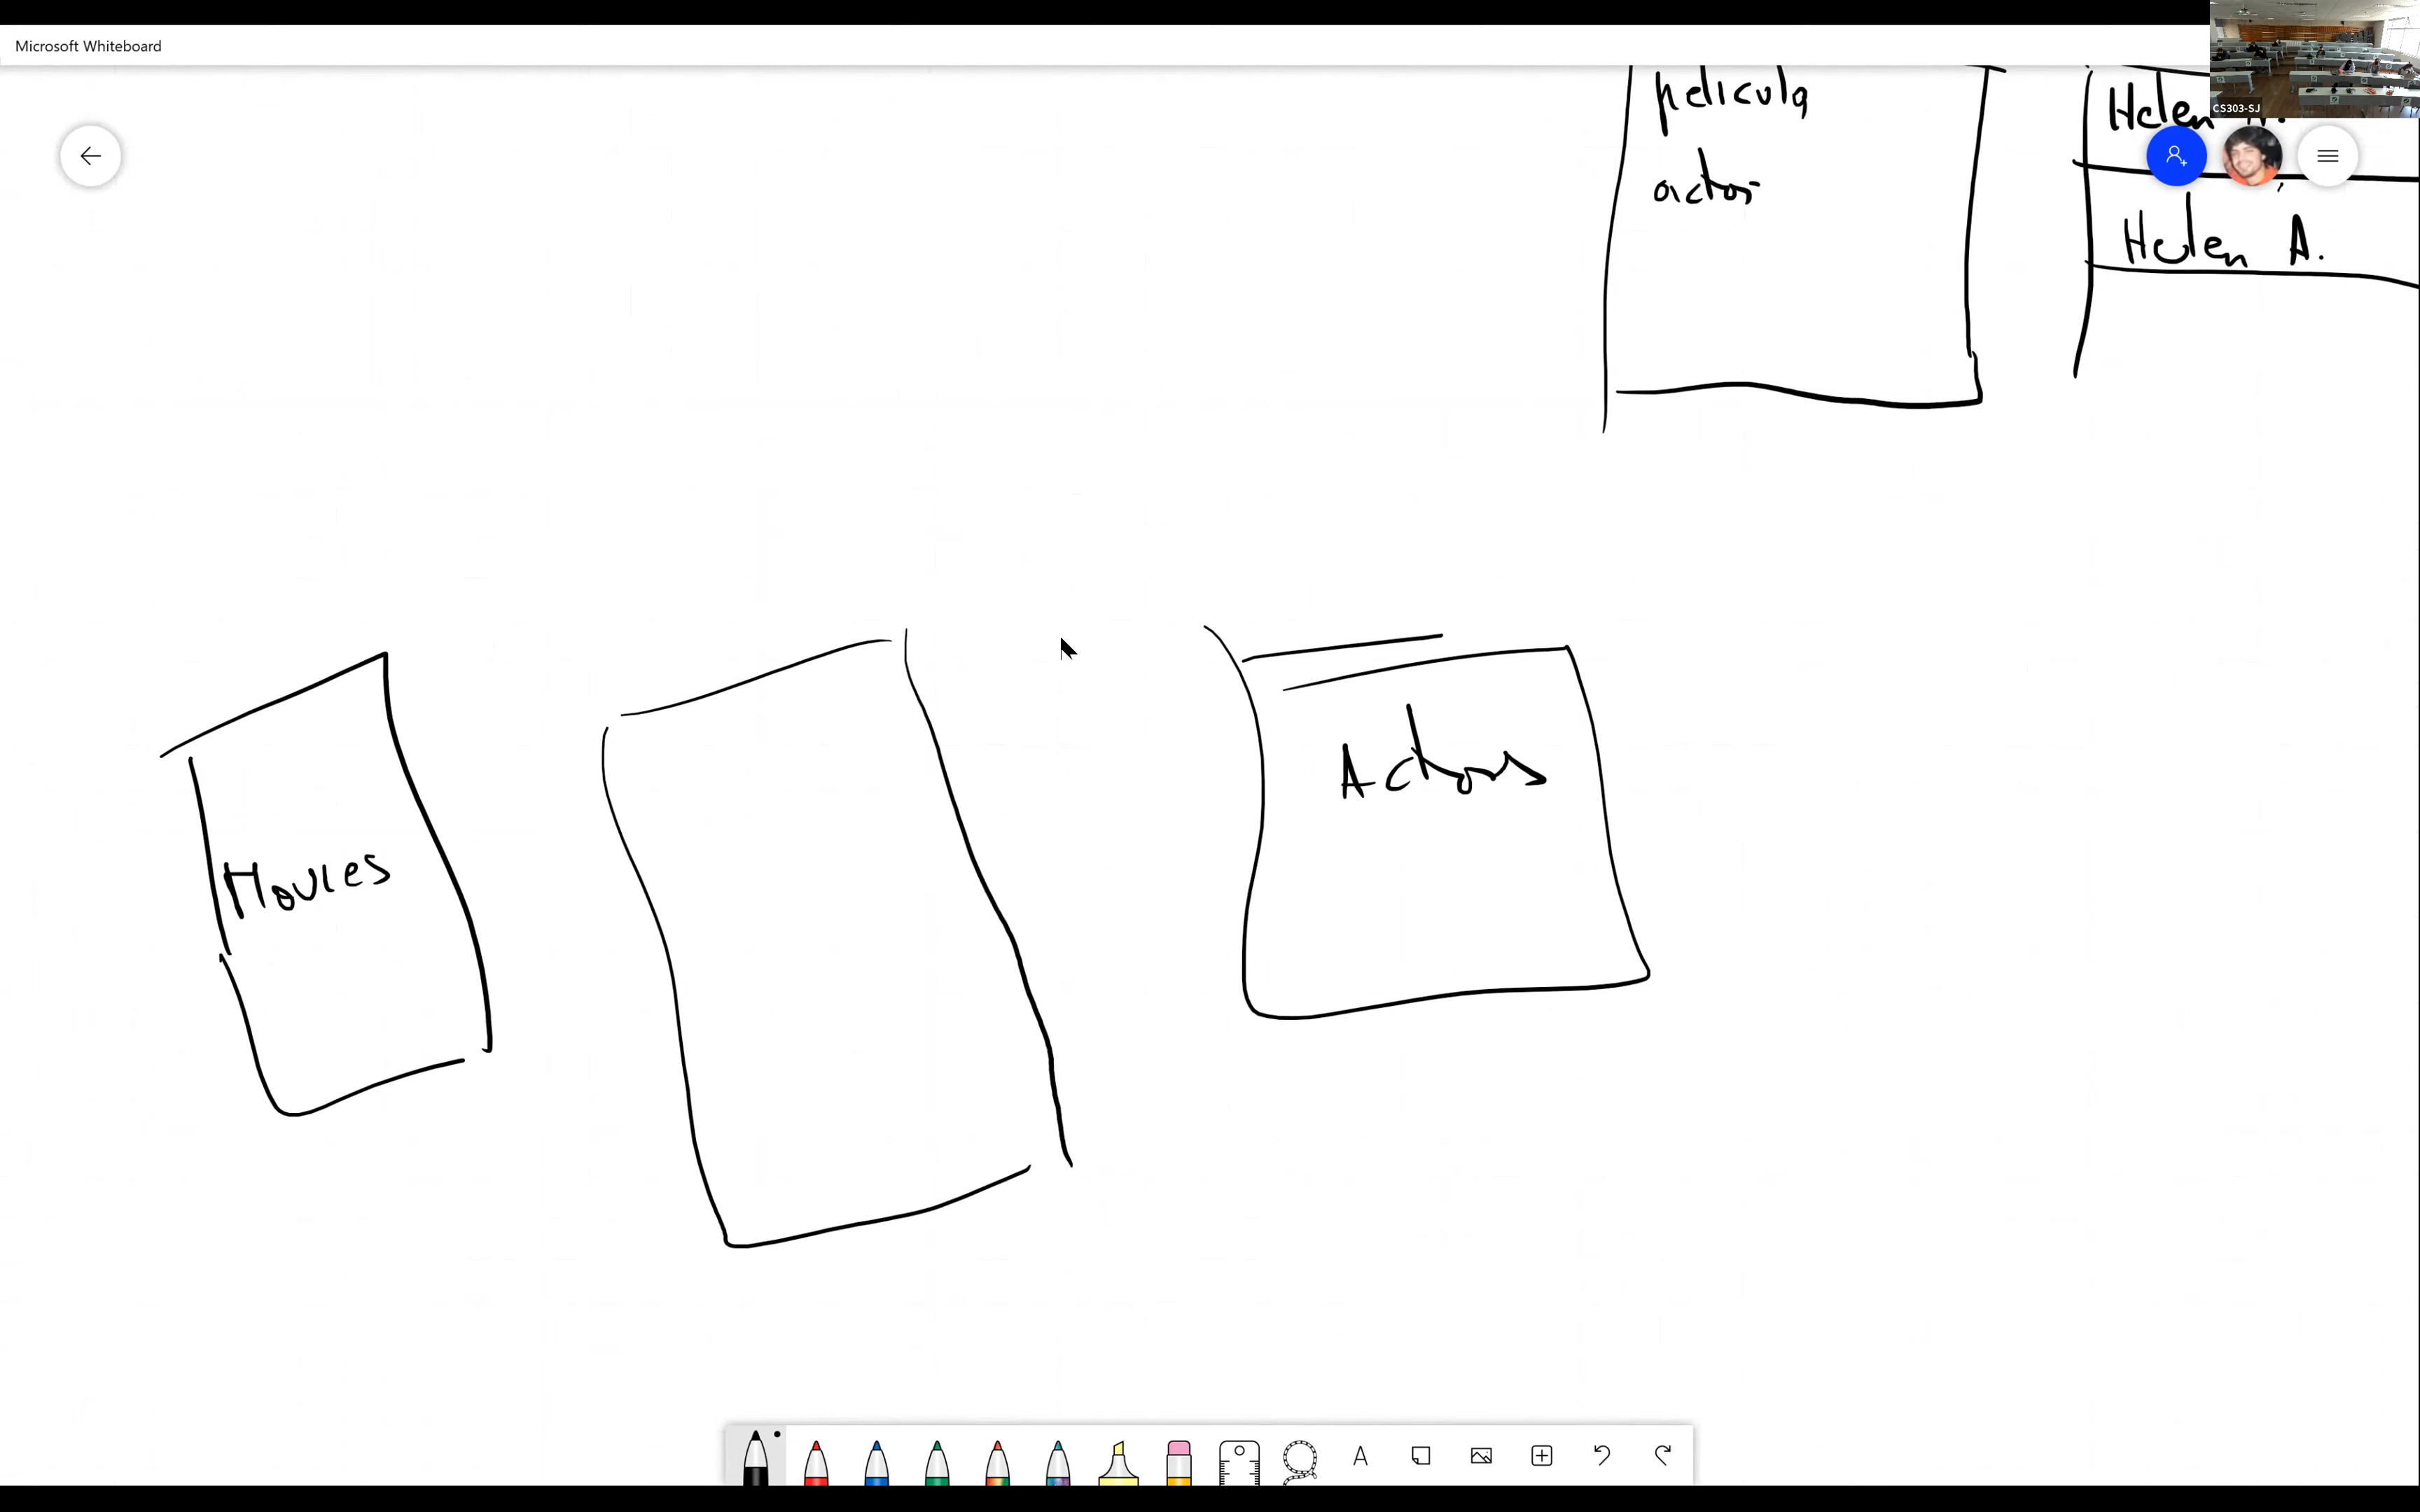 Microsoft Whiteboard
CS303-SJ
pelicula
actor
Helen
Helen A.
Movies
Actors
A